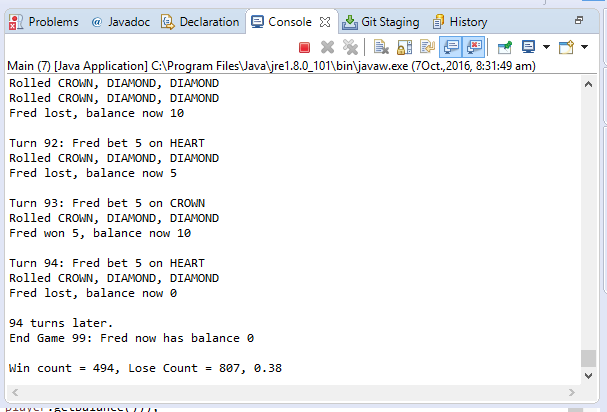 Problems @ Javadoc Declaration Console Git Staging History
Main (7) [Java Application] C:\Program Files\Java\jre1.8.0_101\bin\javaw.exe (7Oct.,2016, 8:31:49 am)
Rolled CROWN, DIAMOND, DIAMOND
Rolled CROWN, DIAMOND, DIAMOND
Fred lost, balance now 10
Turn 92: Fred bet 5 on HEART
Rolled CROWN, DIAMOND, DIAMOND
Fred lost, balance now 5
Turn 93: Fred bet 5 on CROWN
Rolled CROWN, DIAMOND, DIAMOND
Fred won 5, balance now 10
Turn 94: Fred bet 5 on HEART
Rolled CROWN, DIAMOND, DIAMOND
Fred lost, balance now 0
94 turns later.
End Game 99: Fred now has balance 0
Win count = 494, Lose Count = 807, 0.38
player.getBalance()));